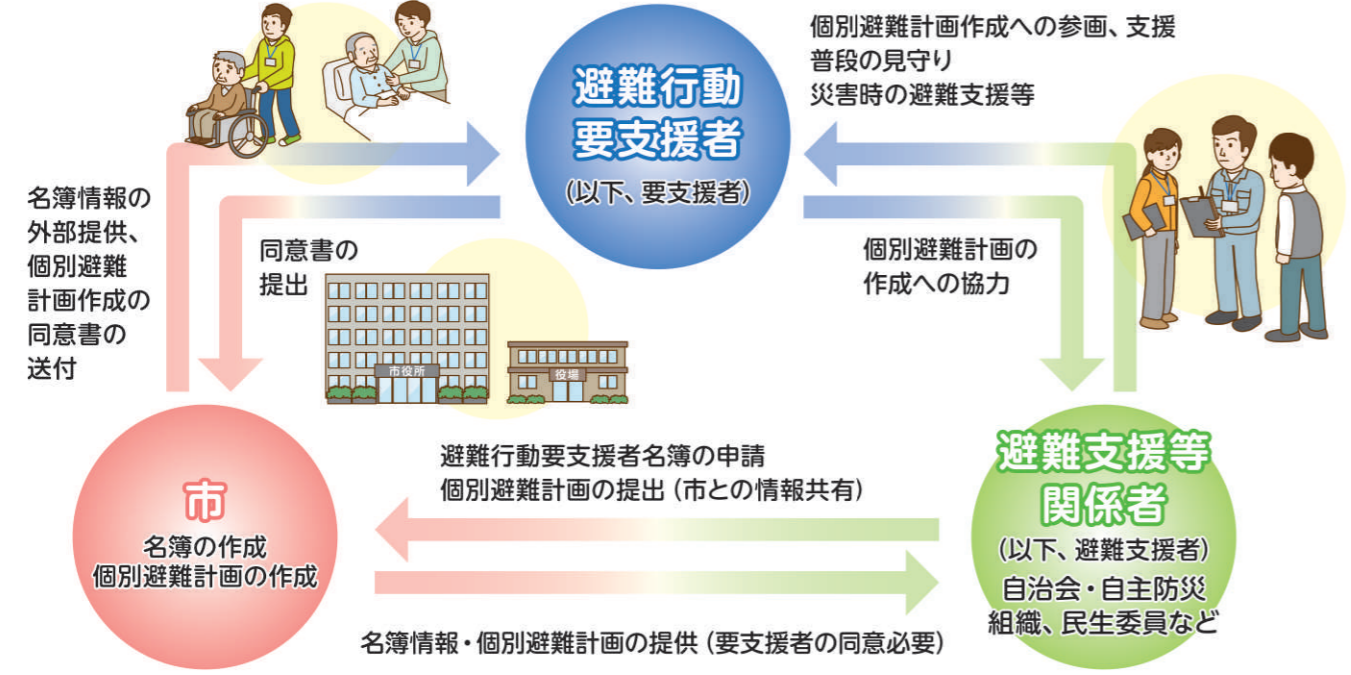 個別避難計画作成への参画、支援
普段の見守り
災害時の避難支援等
避難行動
要支援者
(以下、要支援者)
名簿情報の
外部提供、
個別避難
計画作成の
同意書の
送付
同意書の
提出
個別避難計画の
作成への協力
市役所
役場
市
名簿の作成
個別避難計画の作成
避難行動要支援者名簿の申請
個別避難計画の提出(市との情報共有)
避難支援等
関係者
(以下、避難支援者)
自治会・自主防災
組織、民生委員など
名簿情報・個別避難計画の提供(要支援者の同意必要)